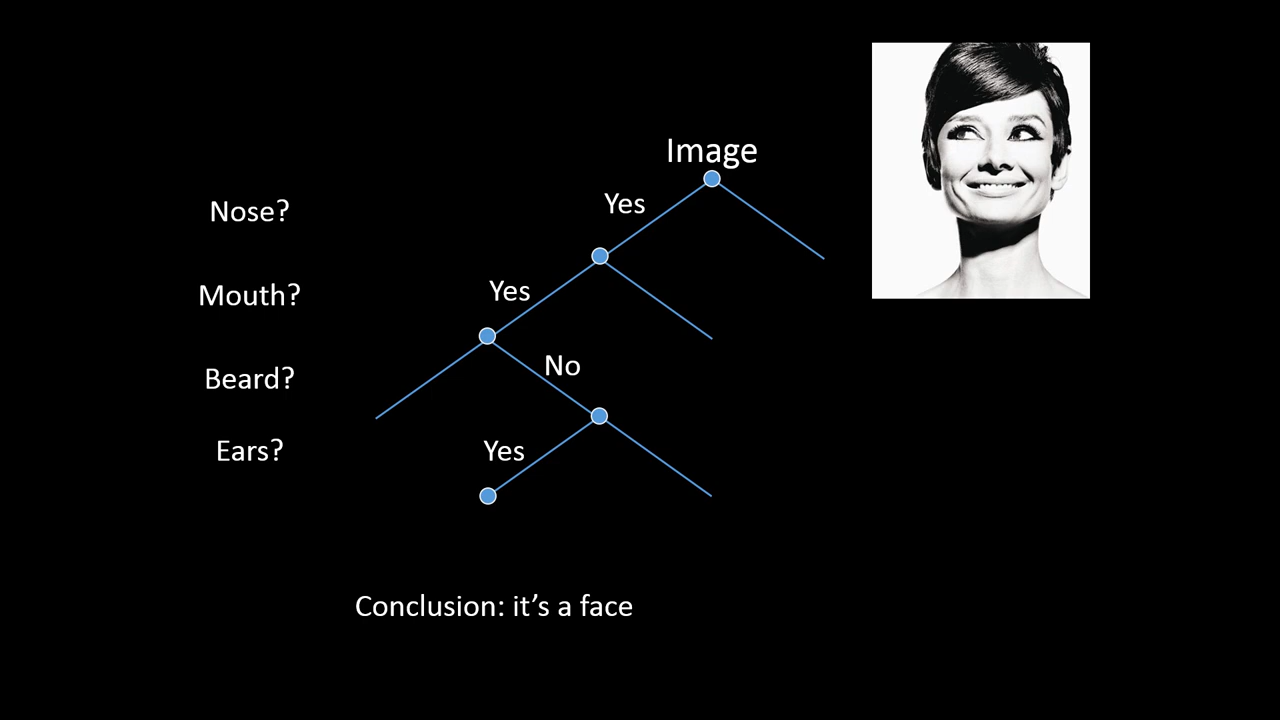 Image
Nose?
Yes
Mouth?
Yes
Beard?
No
Ears?
Yes
Conclusion: it’s a face